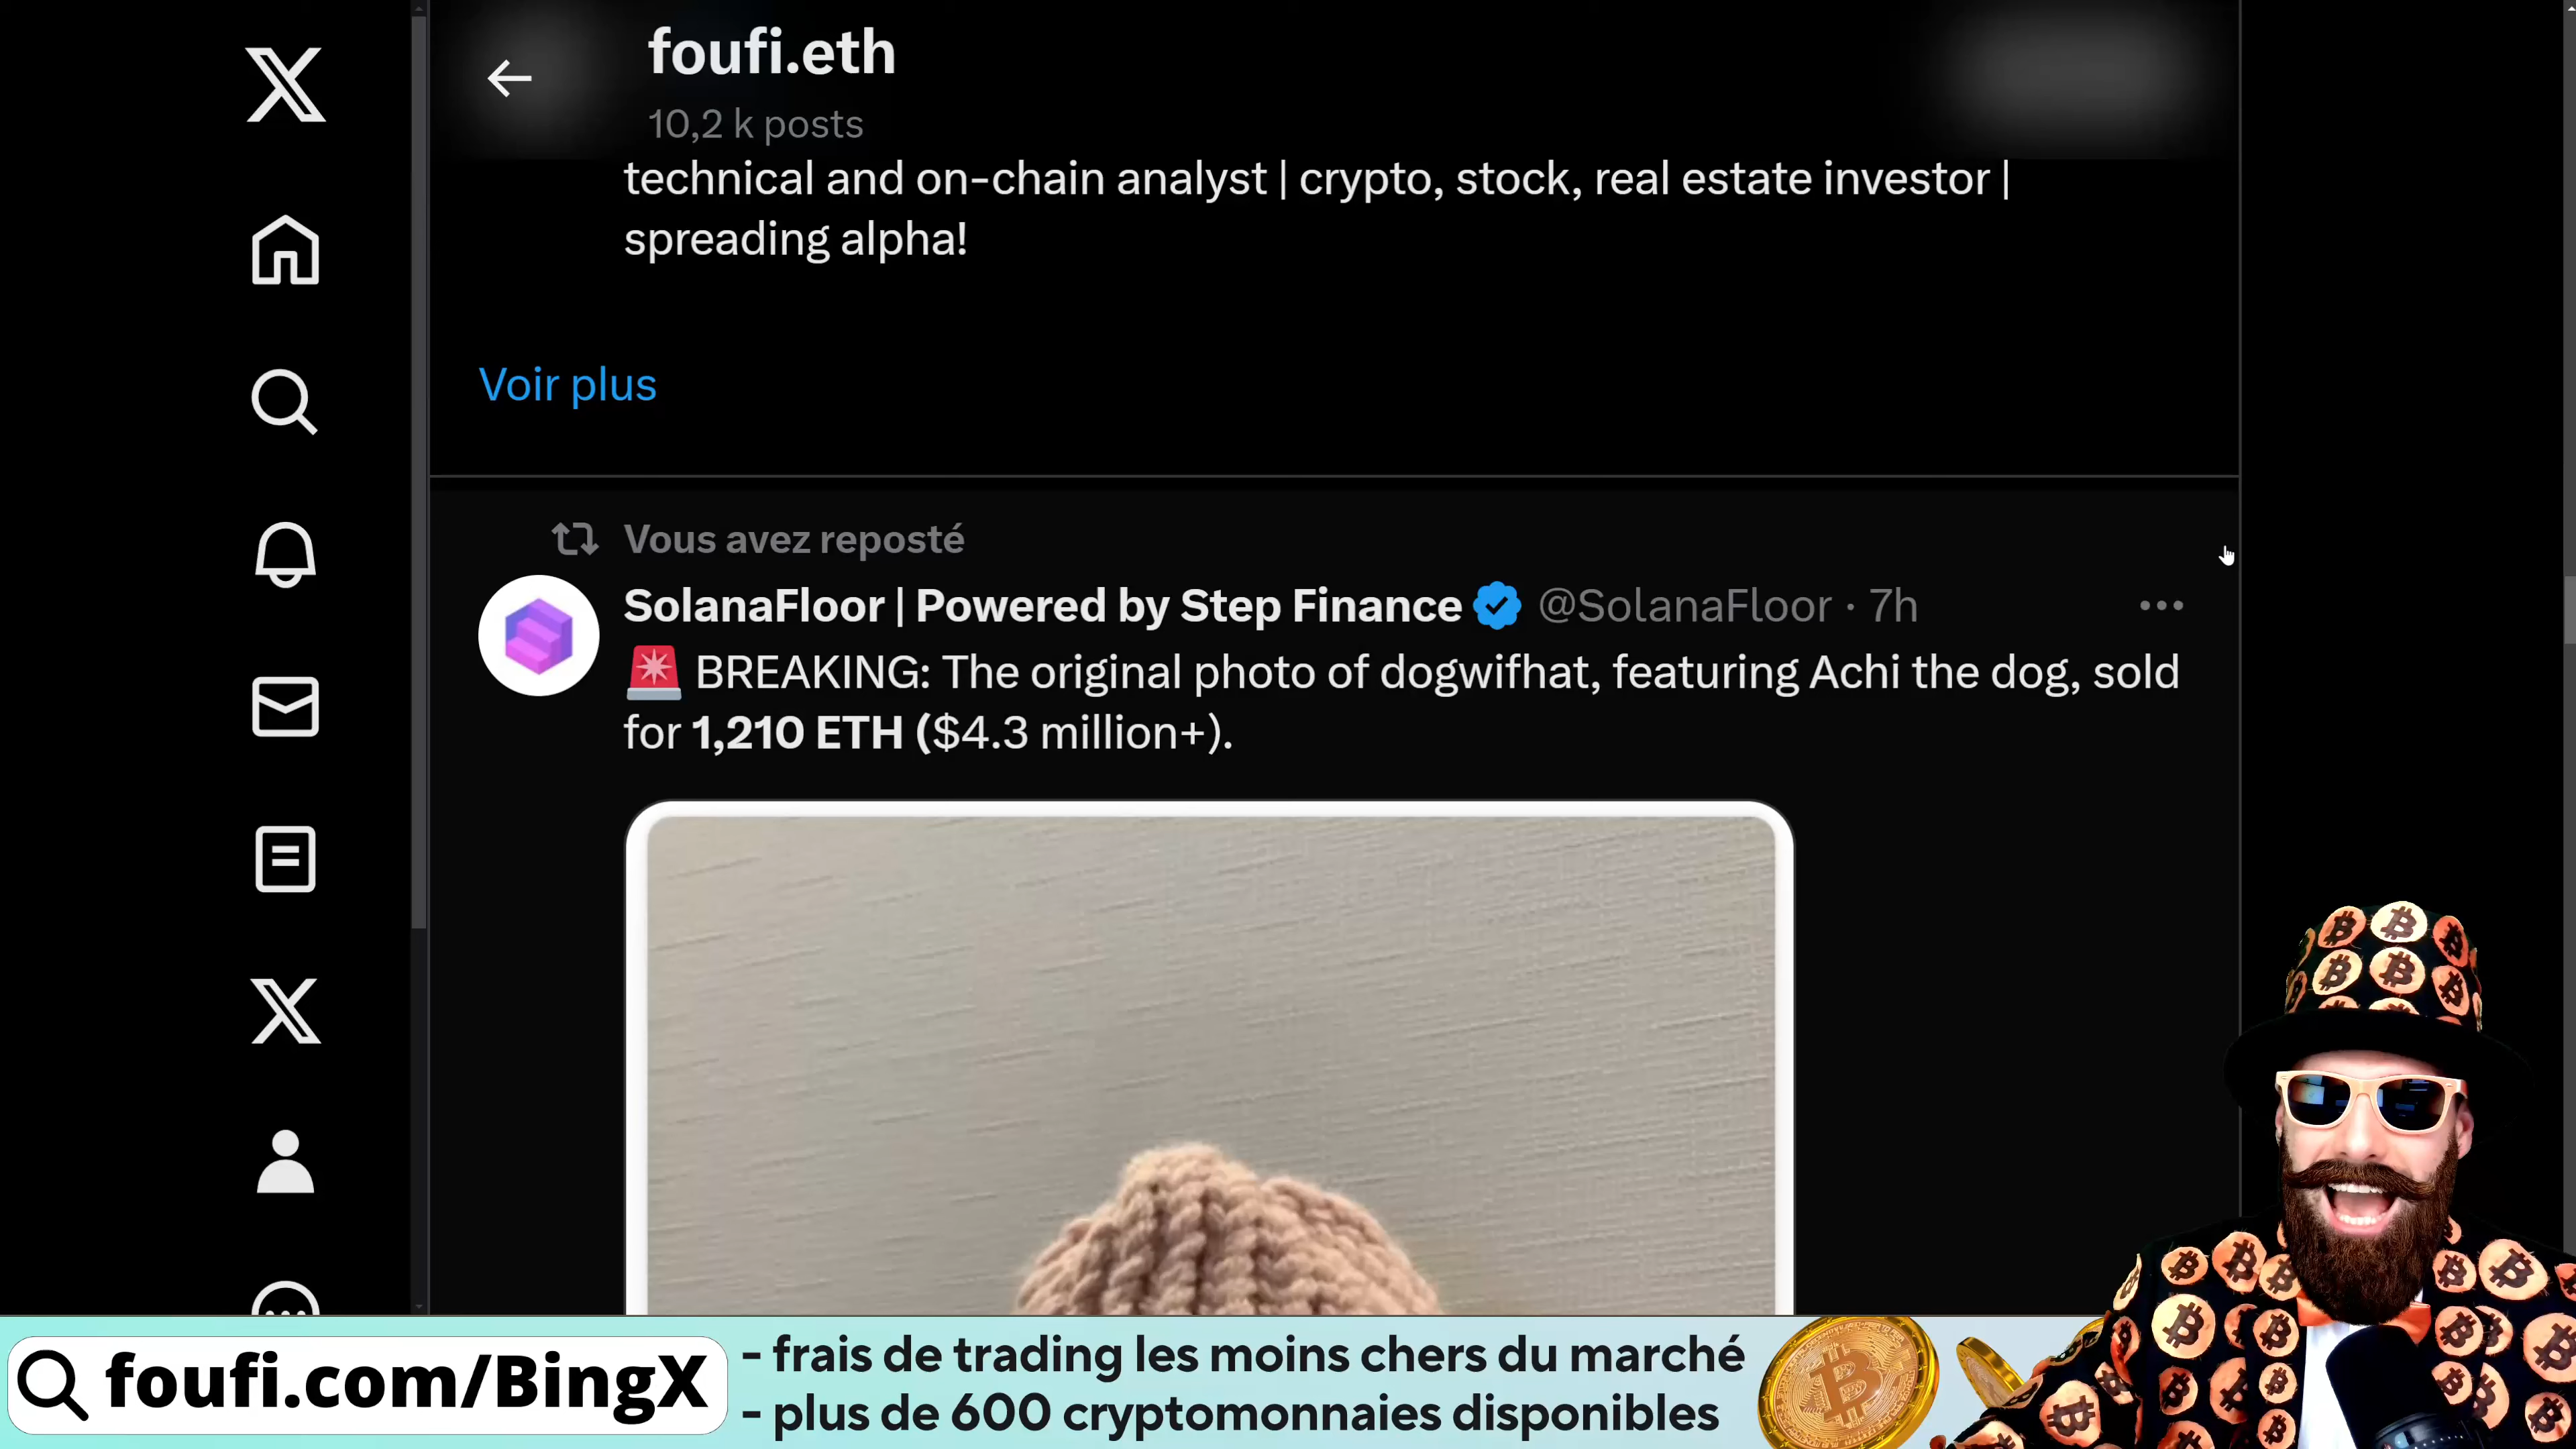 foufi.eth
10,2 k posts
technical and on-chain analyst | crypto, stock, real estate investor |
spreading alpha!
Voir plus
Vous avez reposté
SolanaFloor | Powered by Step Finance @SolanaFloor · 7h
🚨 BREAKING: The original photo of dogwifhat, featuring Achi the dog, sold
for 1,210 ETH ($4.3 million+).
foufi.com/BingX
- frais de trading les moins chers du marché
- plus de 600 cryptomonnaies disponibles